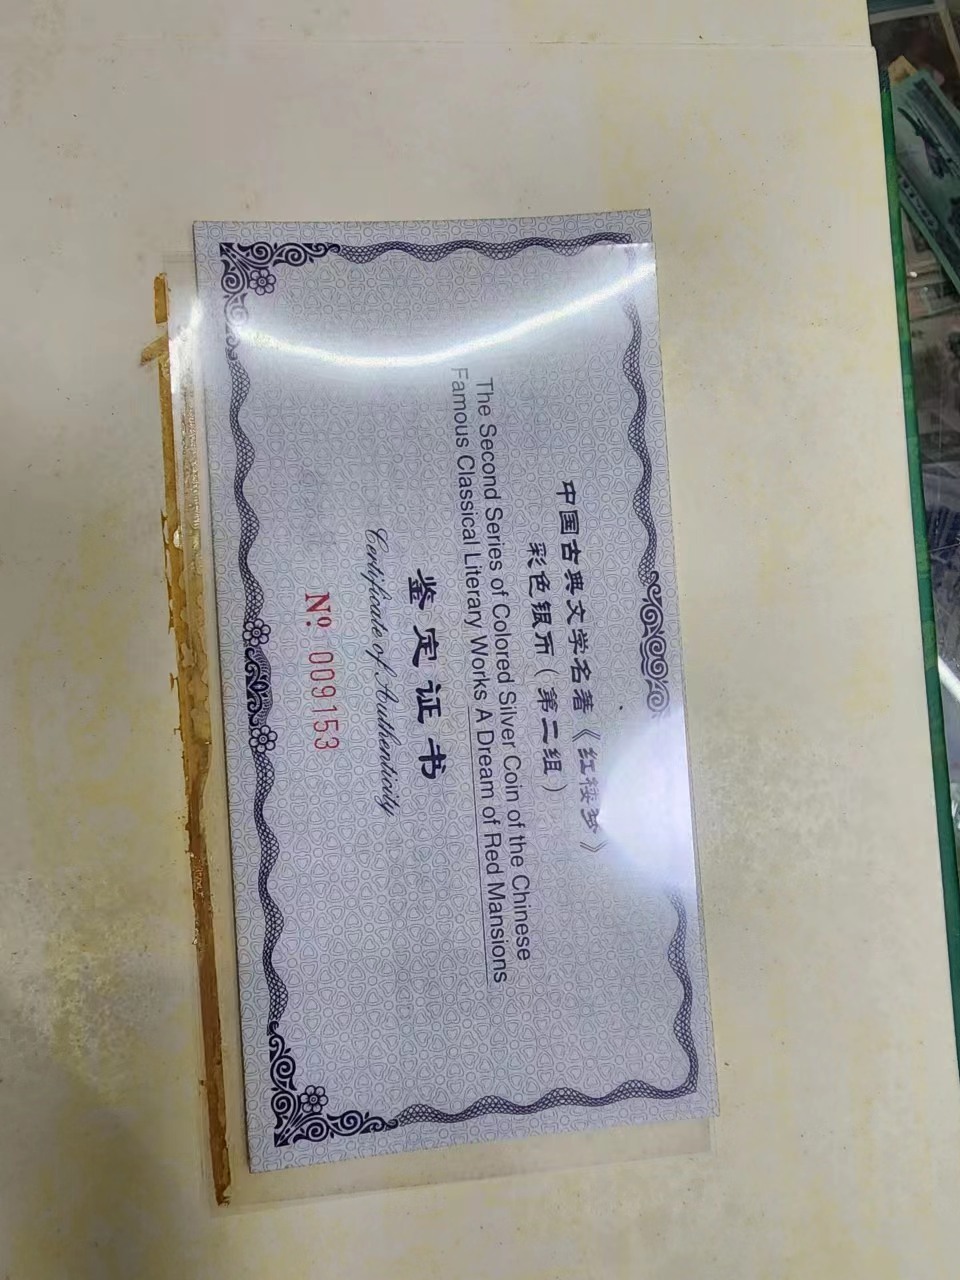 中国古典文学名著《红楼梦》
彩色银币（第二组）
The Second Series of Colored Silver Coin of the Chinese
Famous Classical Literary Works A Dream of Red Mansions
鉴定证书
Certificate of Authenticity
Nº: 009153